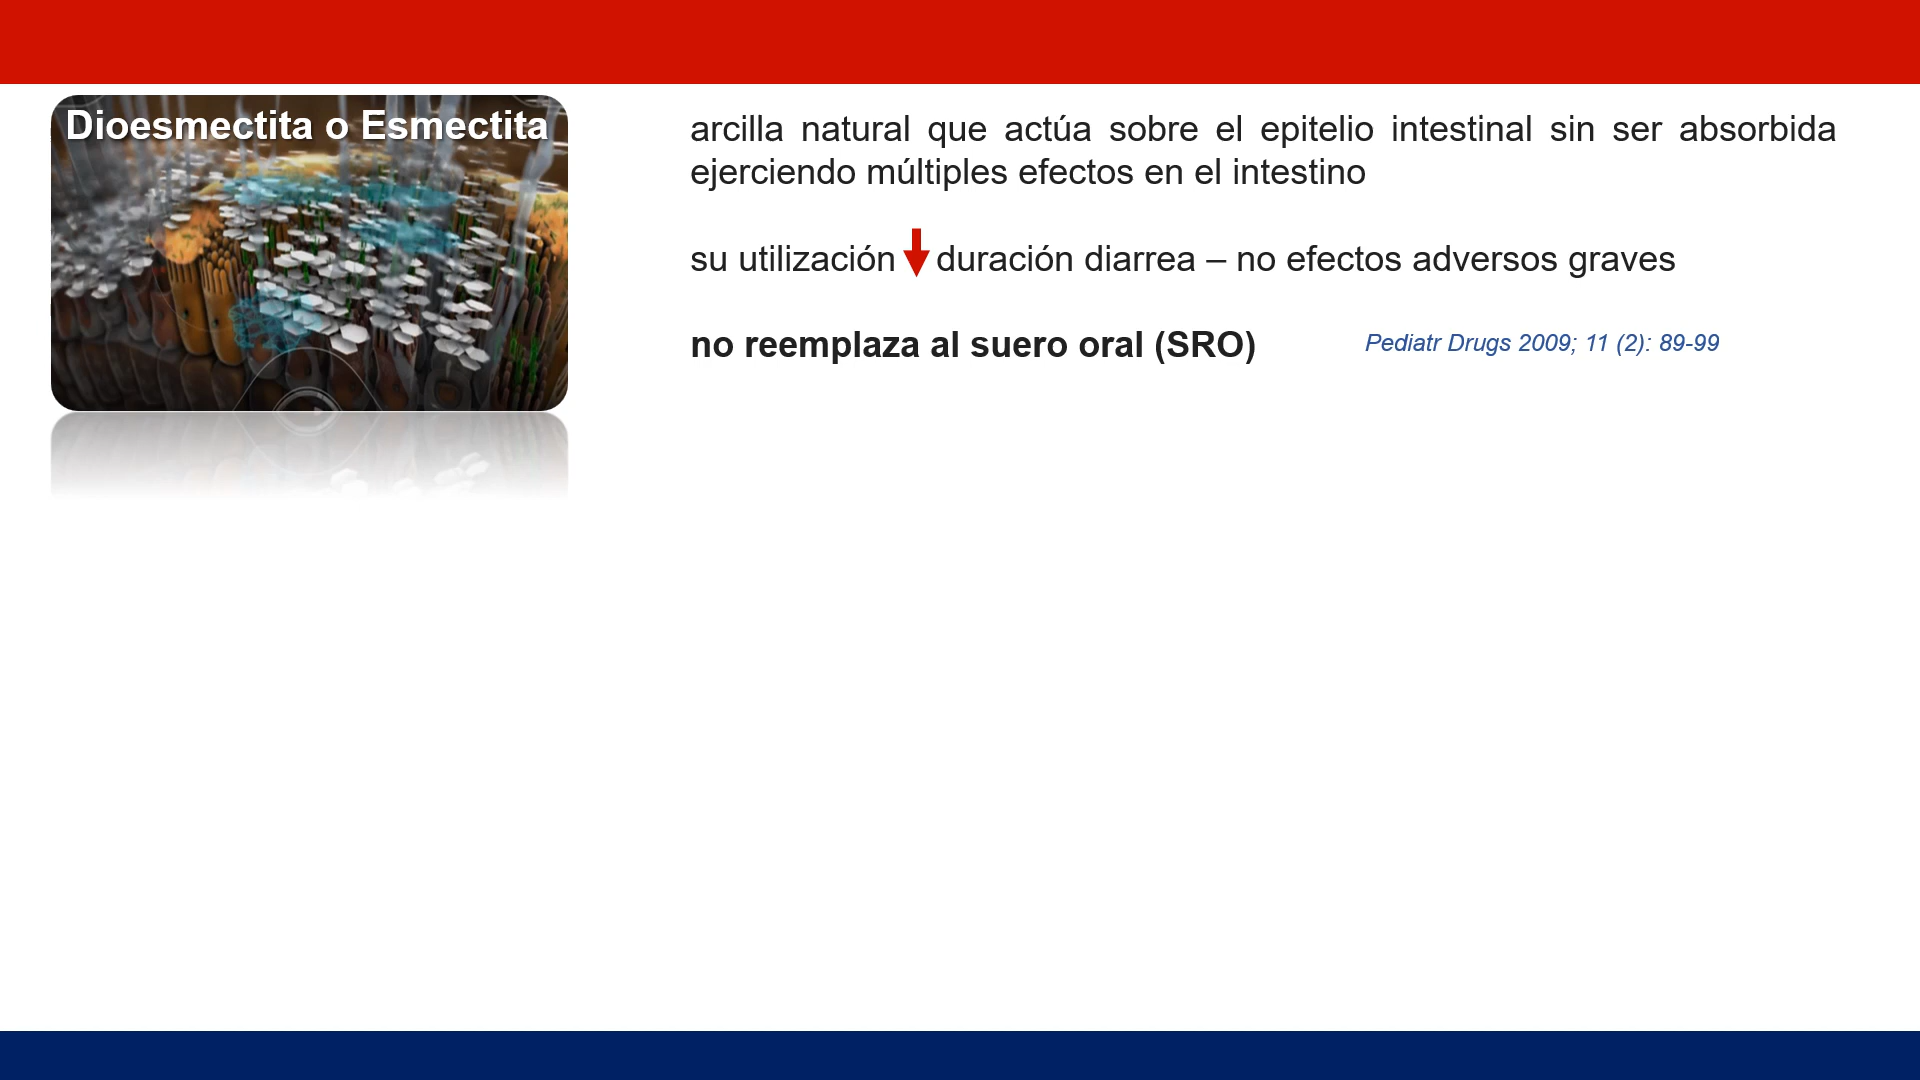 Dioesmectita o Esmectita
arcilla natural que actúa sobre el epitelio intestinal sin ser absorbida
ejerciendo múltiples efectos en el intestino
su utilización duración diarrea – no efectos adversos graves
no reemplaza al suero oral (SRO)
Pediatr Drugs 2009; 11 (2): 89-99